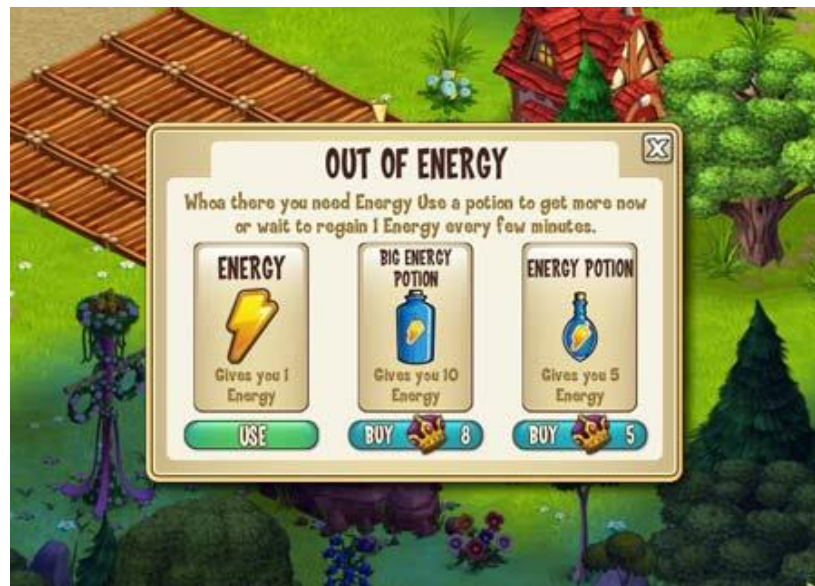 OUT OF ENERGY
Whoa there you need Energy Use a potion to get more now
or wait to regain 1 Energy every few minutes.
ENERGY
Gives you 1
Energy
USE
BIG ENERGY
POTION
Gives you 10
Energy
BUY 8
ENERGY POTION
Gives you 5
Energy
BUY 5